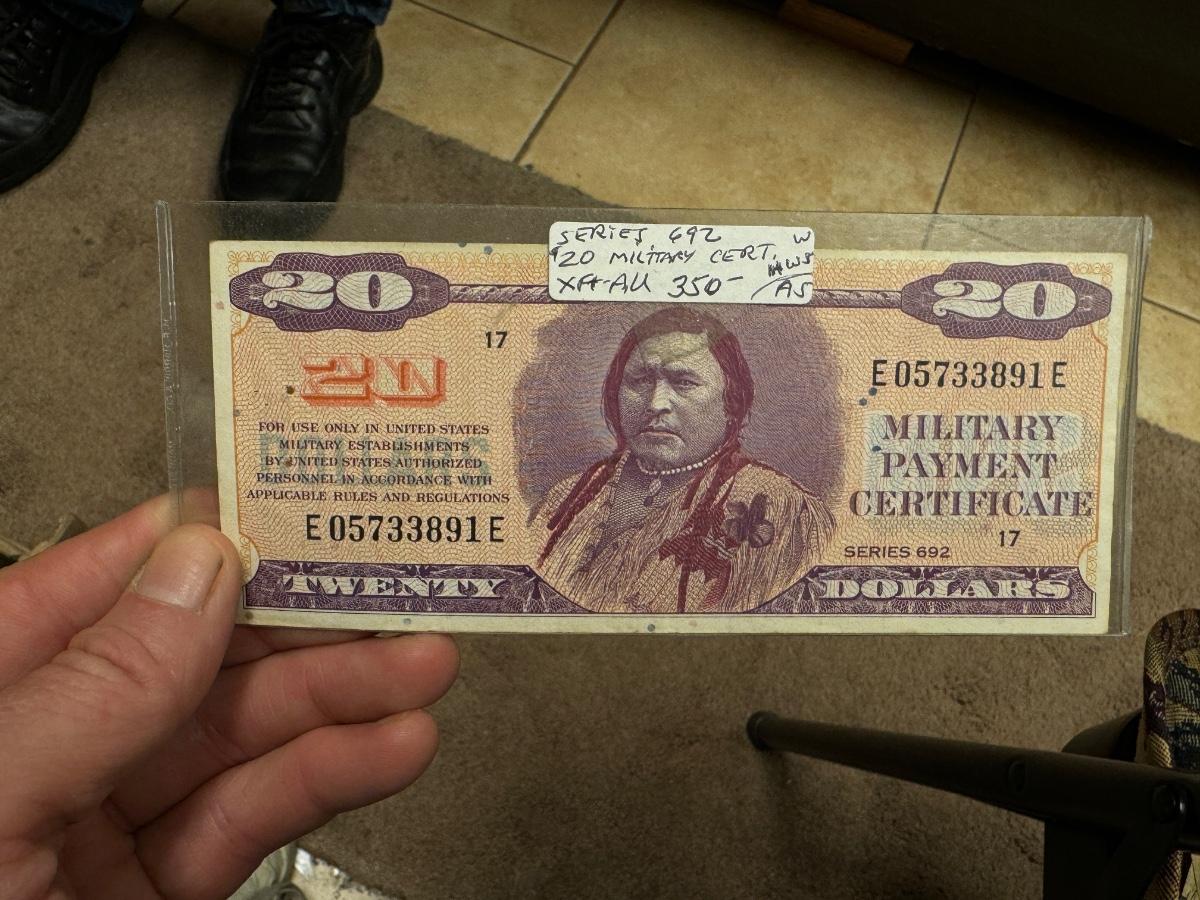 SERIES 692 W
$20 MILITARY CERT. HWS
XF+AU 350- AS
20 20
17
20
E05733891E
FOR USE ONLY IN UNITED STATES
MILITARY ESTABLISHMENTS
BY UNITED STATES AUTHORIZED
PERSONNEL IN ACCORDANCE WITH
APPLICABLE RULES AND REGULATIONS
MILITARY
PAYMENT
CERTIFICATE
E05733891E
17
SERIES 692
TWENTY DOLLARS